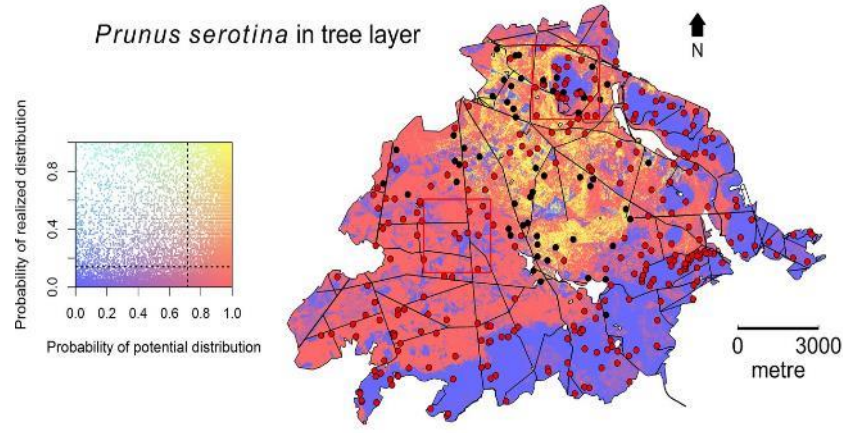 Prunus serotina in tree layer
N
Probability of realized distribution
0.8
0.4
0.0
0.0 0.2 0.4 0.6 0.8 1.0
Probability of potential distribution
0 3000
metre